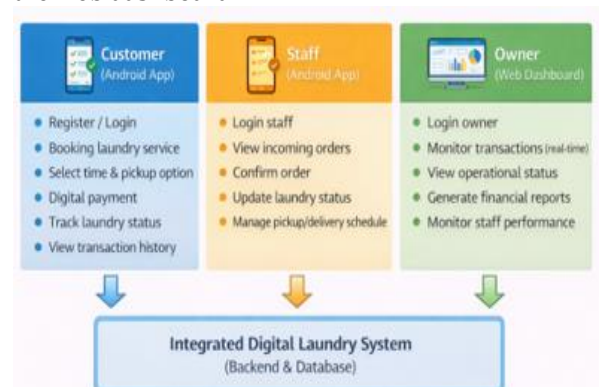 Customer
(Android App)
Register / Login
Booking laundry service
Select time & pickup option
Digital payment
Track laundry status
View transaction history
Staff
(Android App)
Login staff
View incoming orders
Confirm order
Update laundry status
Manage pickup/delivery schedule
Owner
(Web Dashboard)
Login owner
Monitor transactions (real-time)
View operational status
Generate financial reports
Monitor staff performance
Integrated Digital Laundry System
(Backend & Database)